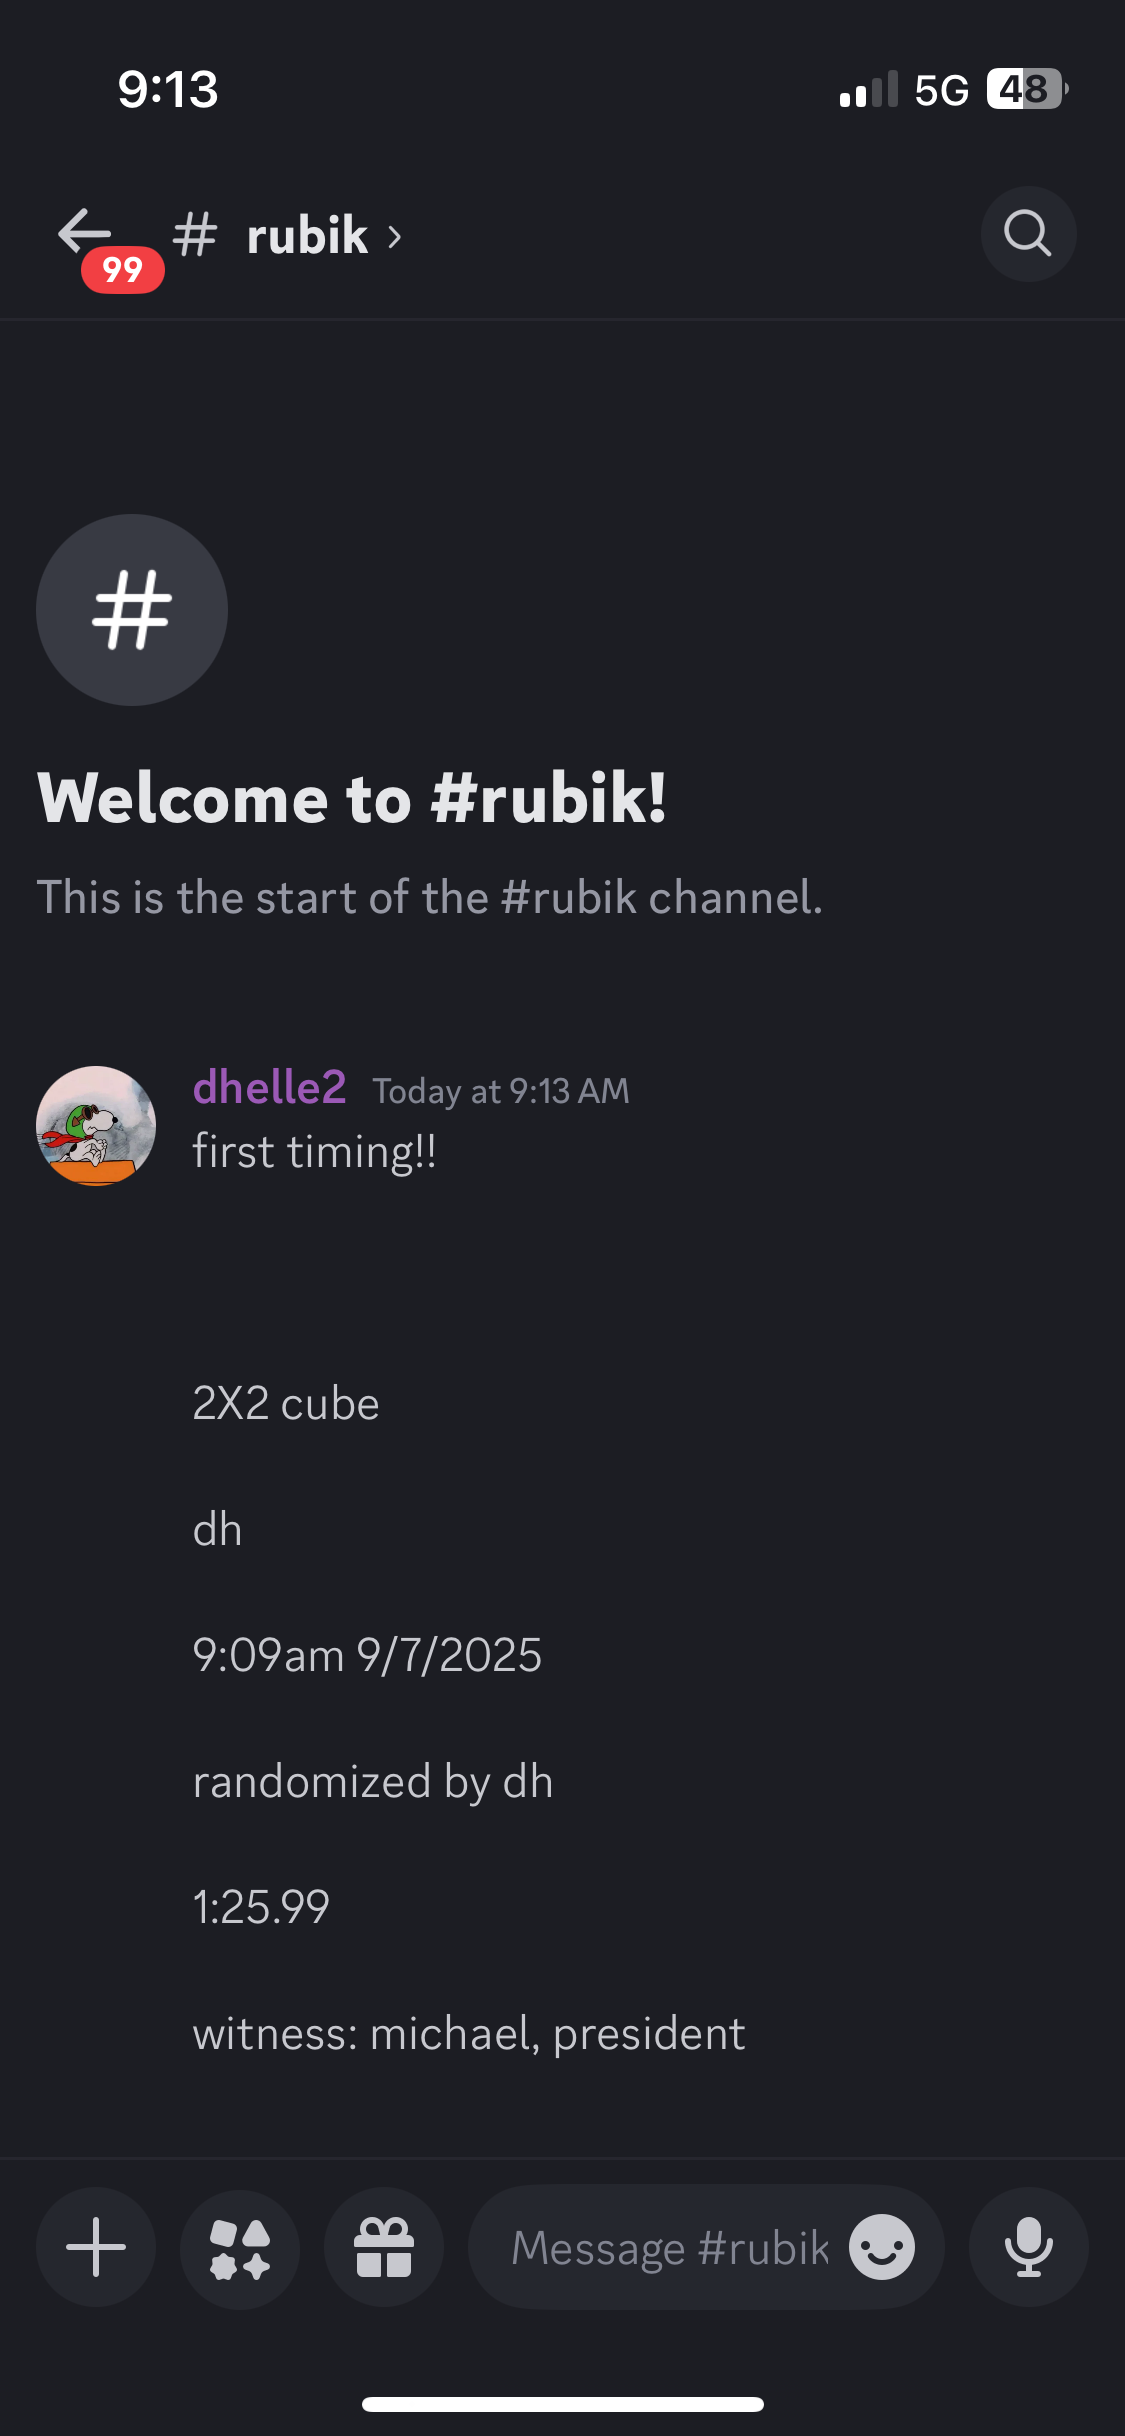 9:13
5G 48
99
# rubik ›
#
Welcome to #rubik!
This is the start of the #rubik channel.
dhelle2 Today at 9:13 AM
first timing!!
2X2 cube
dh
9:09am 9/7/2025
randomized by dh
1:25.99
witness: michael, president
Message #rubik